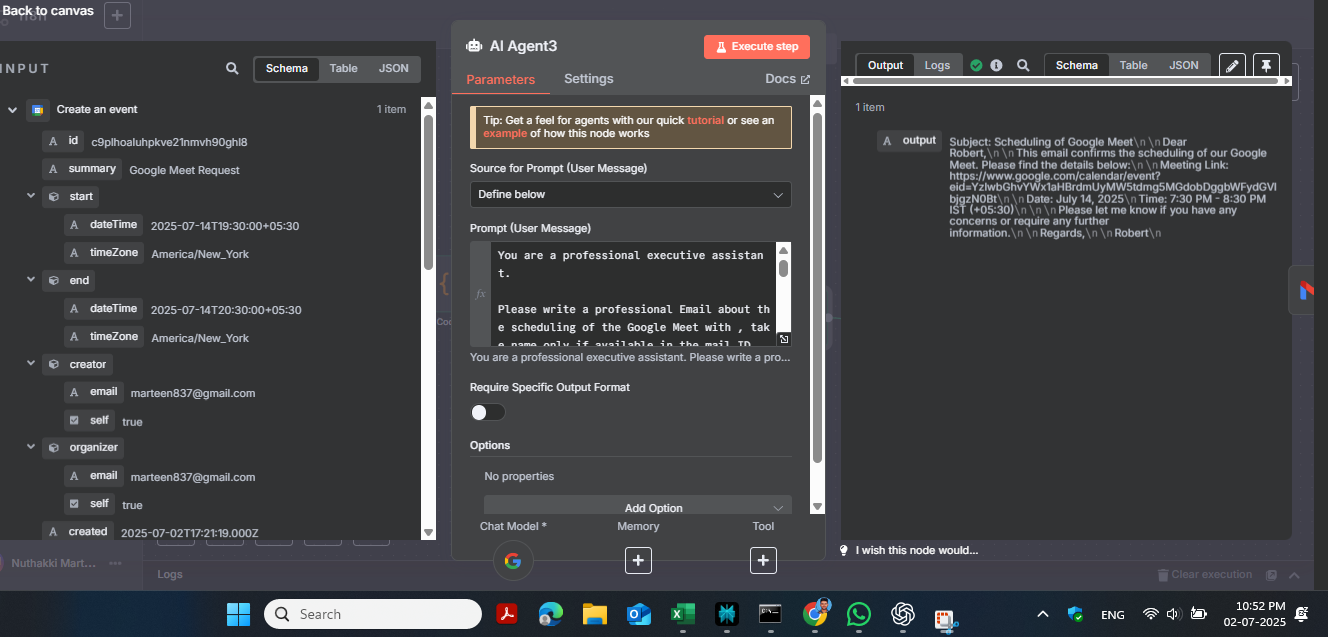 Back to canvas
INPUT
Schema
Table
JSON
Create an event
1 item
A id c9plhoaluhpkve21nmvh90ghl8
A summary Google Meet Request
start
A dateTime 2025-07-14T19:30:00+05:30
A timeZone America/New_York
end
A dateTime 2025-07-14T20:30:00+05:30
A timeZone America/New_York
creator
A email marteen837@gmail.com
self true
organizer
A email marteen837@gmail.com
self true
A created 2025-07-02T17:21:19.000Z
AI Agent3
Execute step
Parameters
Settings
Docs
Tip: Get a feel for agents with our quick tutorial or see an
example of how this node works
Source for Prompt (User Message)
Define below
Prompt (User Message)
fx
You are a professional executive assistan
t.
Please write a professional Email about th
e scheduling of the Google Meet with , tak
e name only if available in the mail ID
You are a professional executive assistant. Please write a pro...
Require Specific Output Format
Options
No properties
Add Option
Chat Model *
Memory
Tool
Output
Logs
Schema
Table
JSON
1 item
A output
Subject: Scheduling of Google Meet\n \n Dear
Robert,\n \n This email confirms the scheduling of our Google
Meet. Please find the details below:\n \n Meeting Link:
https://www.google.com/calendar/event?
\n Date: July 14, 2025\n Time: 7:30 PM - 8:30 PM
IST (+05:30)\n \n \n Please let me know if you have any
concerns or require any further
information.\n \n Regards,\n \n Robert\n
I wish this node would...
Nuthakki Mart...
Logs
Clear execution
Search
ENG
10:52 PM
02-07-2025